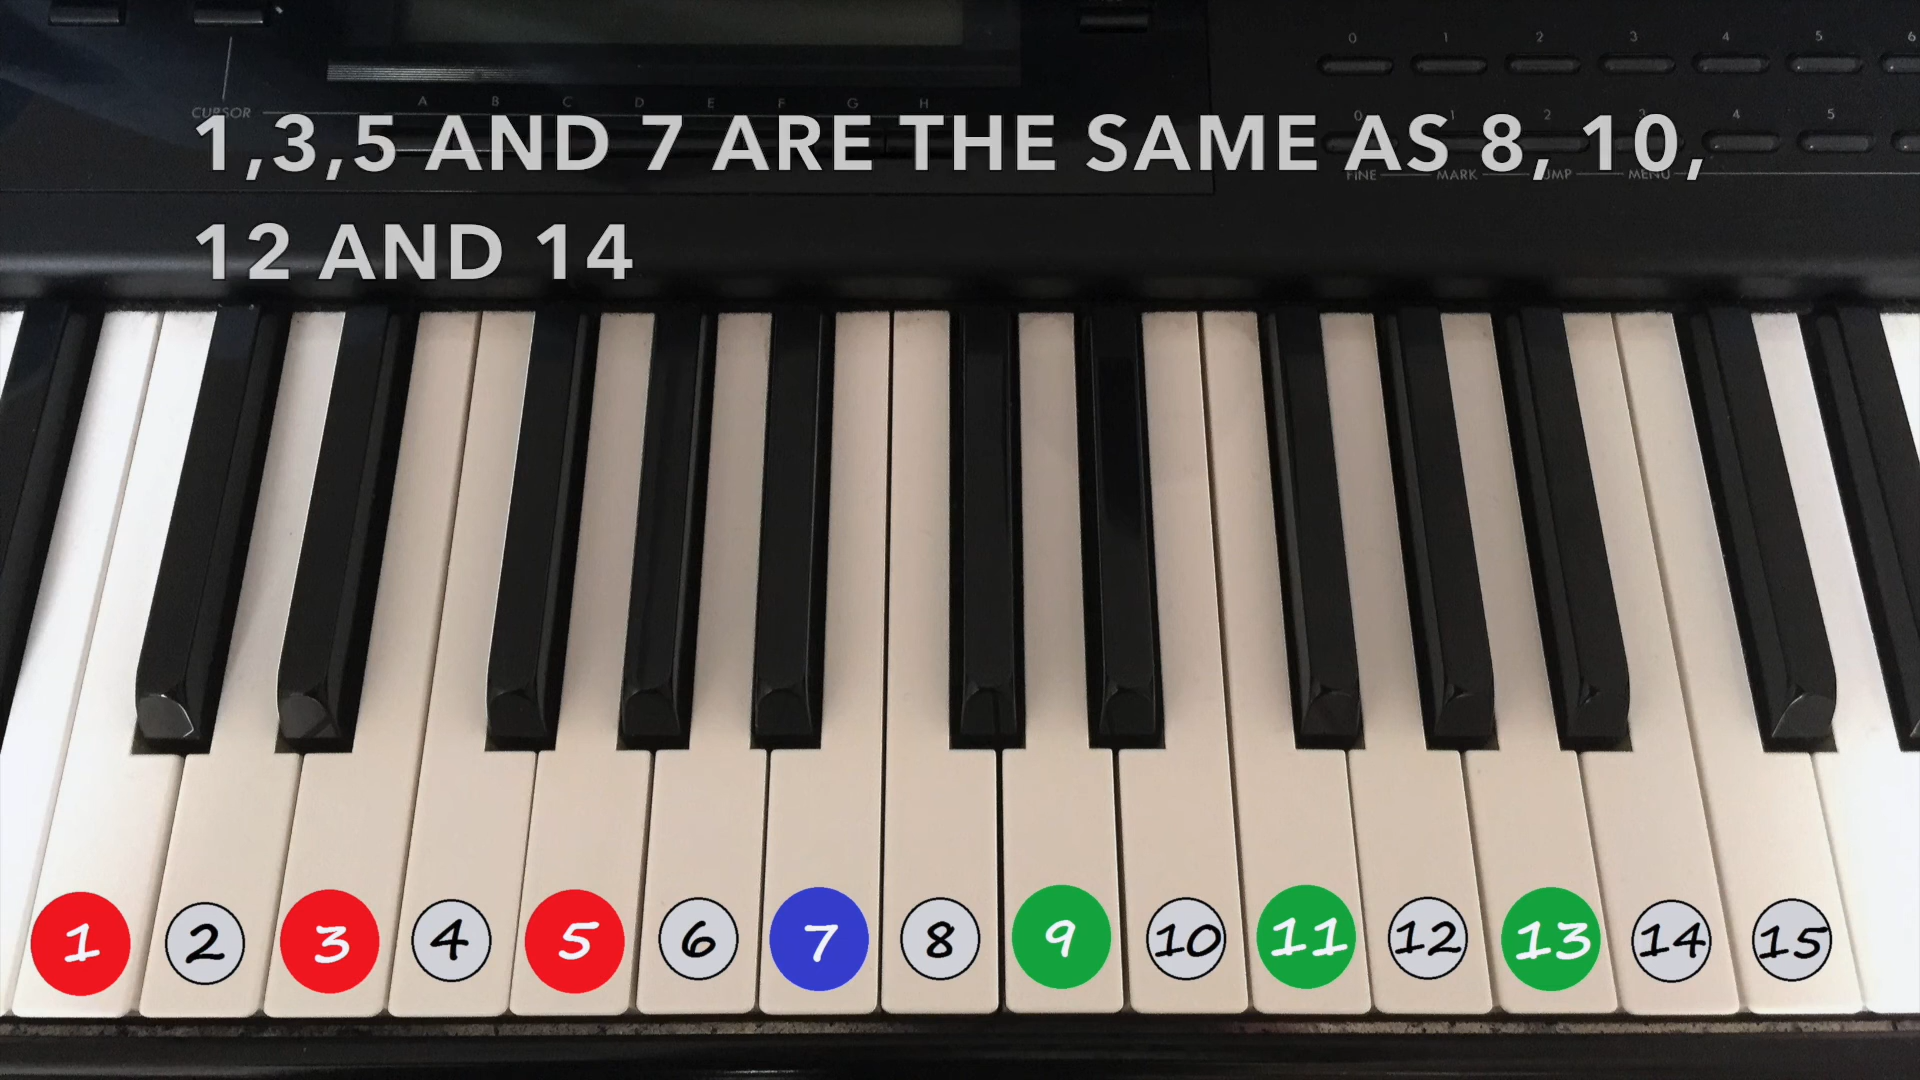 0 1 2 3 4 5 6
A B C D E F G H
CURSOR
1,3,5 AND 7 ARE THE SAME AS 8, 10,
0 1 2 3 4 5
FINE MARK JUMP MENU
12 AND 14
1 2 3 4 5 6 7 8 9 10 11 12 13 14 15